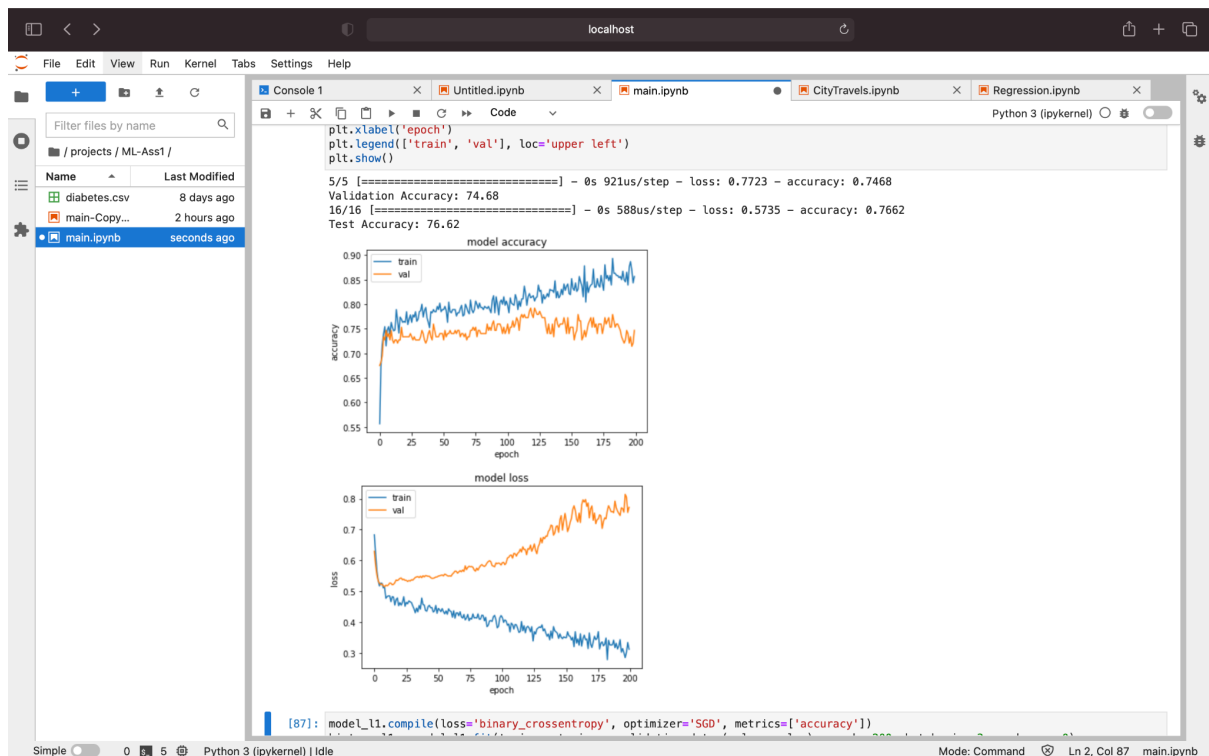 localhost
File Edit View Run Kernel Tabs Settings Help
Console 1
Untitled.ipynb
main.ipynb
CityTravels.ipynb
Regression.ipynb
Code
Python 3 (ipykernel)
Filter files by name
/ projects / ML-Ass1 /
Name Last Modified
diabetes.csv 8 days ago
main-Copy... 2 hours ago
main.ipynb seconds ago
plt.xlabel('epoch')
plt.legend(['train', 'val'], loc='upper left')
plt.show()
5/5 [==============================] - 0s 921us/step - loss: 0.7723 - accuracy: 0.7468
Validation Accuracy: 74.68
16/16 [==============================] - 0s 588us/step - loss: 0.5735 - accuracy: 0.7662
Test Accuracy: 76.62
model accuracy
train
val
0.90
0.85
0.80
0.75
0.70
0.65
0.60
0.55
accuracy
0 25 50 75 100 125 150 175 200
epoch
model loss
train
val
0.8
0.7
0.6
0.5
0.4
0.3
loss
0 25 50 75 100 125 150 175 200
epoch
[87]: model_l1.compile(loss='binary_crossentropy', optimizer='SGD', metrics=['accuracy'])
Simple 0 5 Python 3 (ipykernel) | Idle Mode: Command Ln 2, Col 87 main.ipynb